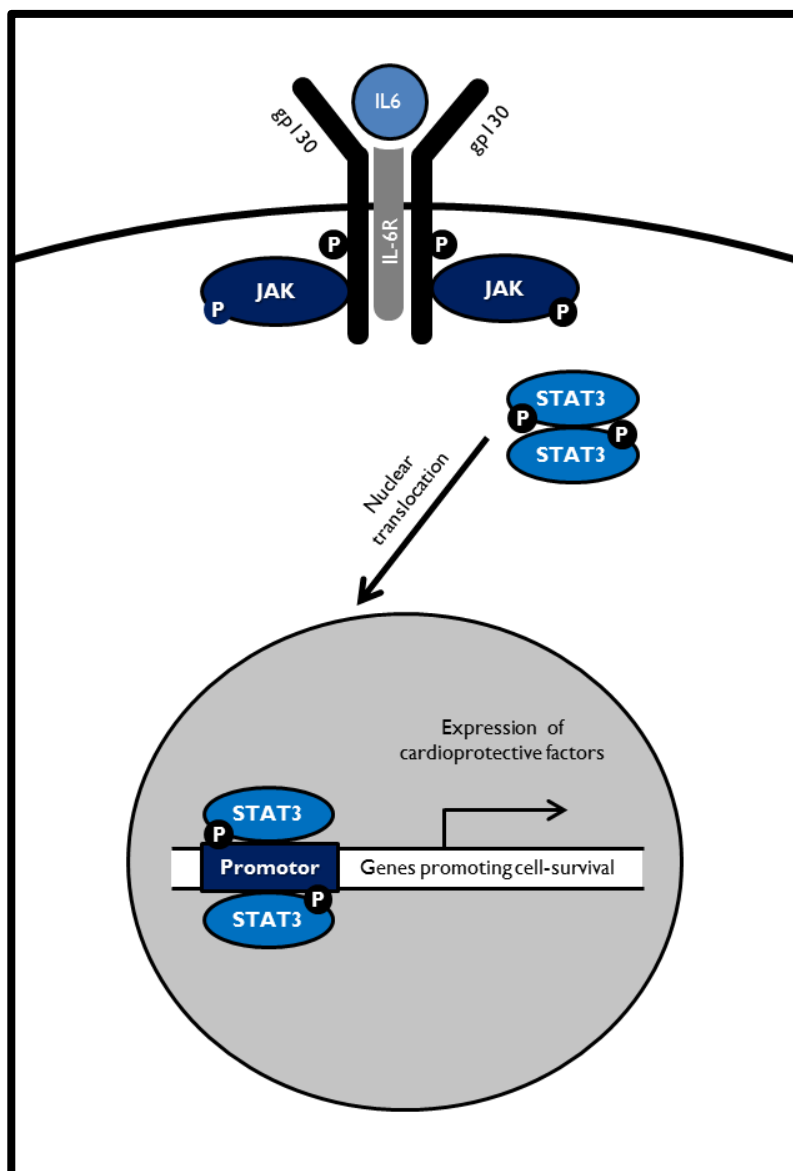 IL6
gp130
gp130
IL-6R
P
P
JAK
JAK
P
P
STAT3
P
P
STAT3
Nuclear
translocation
Expression of
cardioprotective factors
STAT3
P
Promotor
Genes promoting cell-survival
P
STAT3